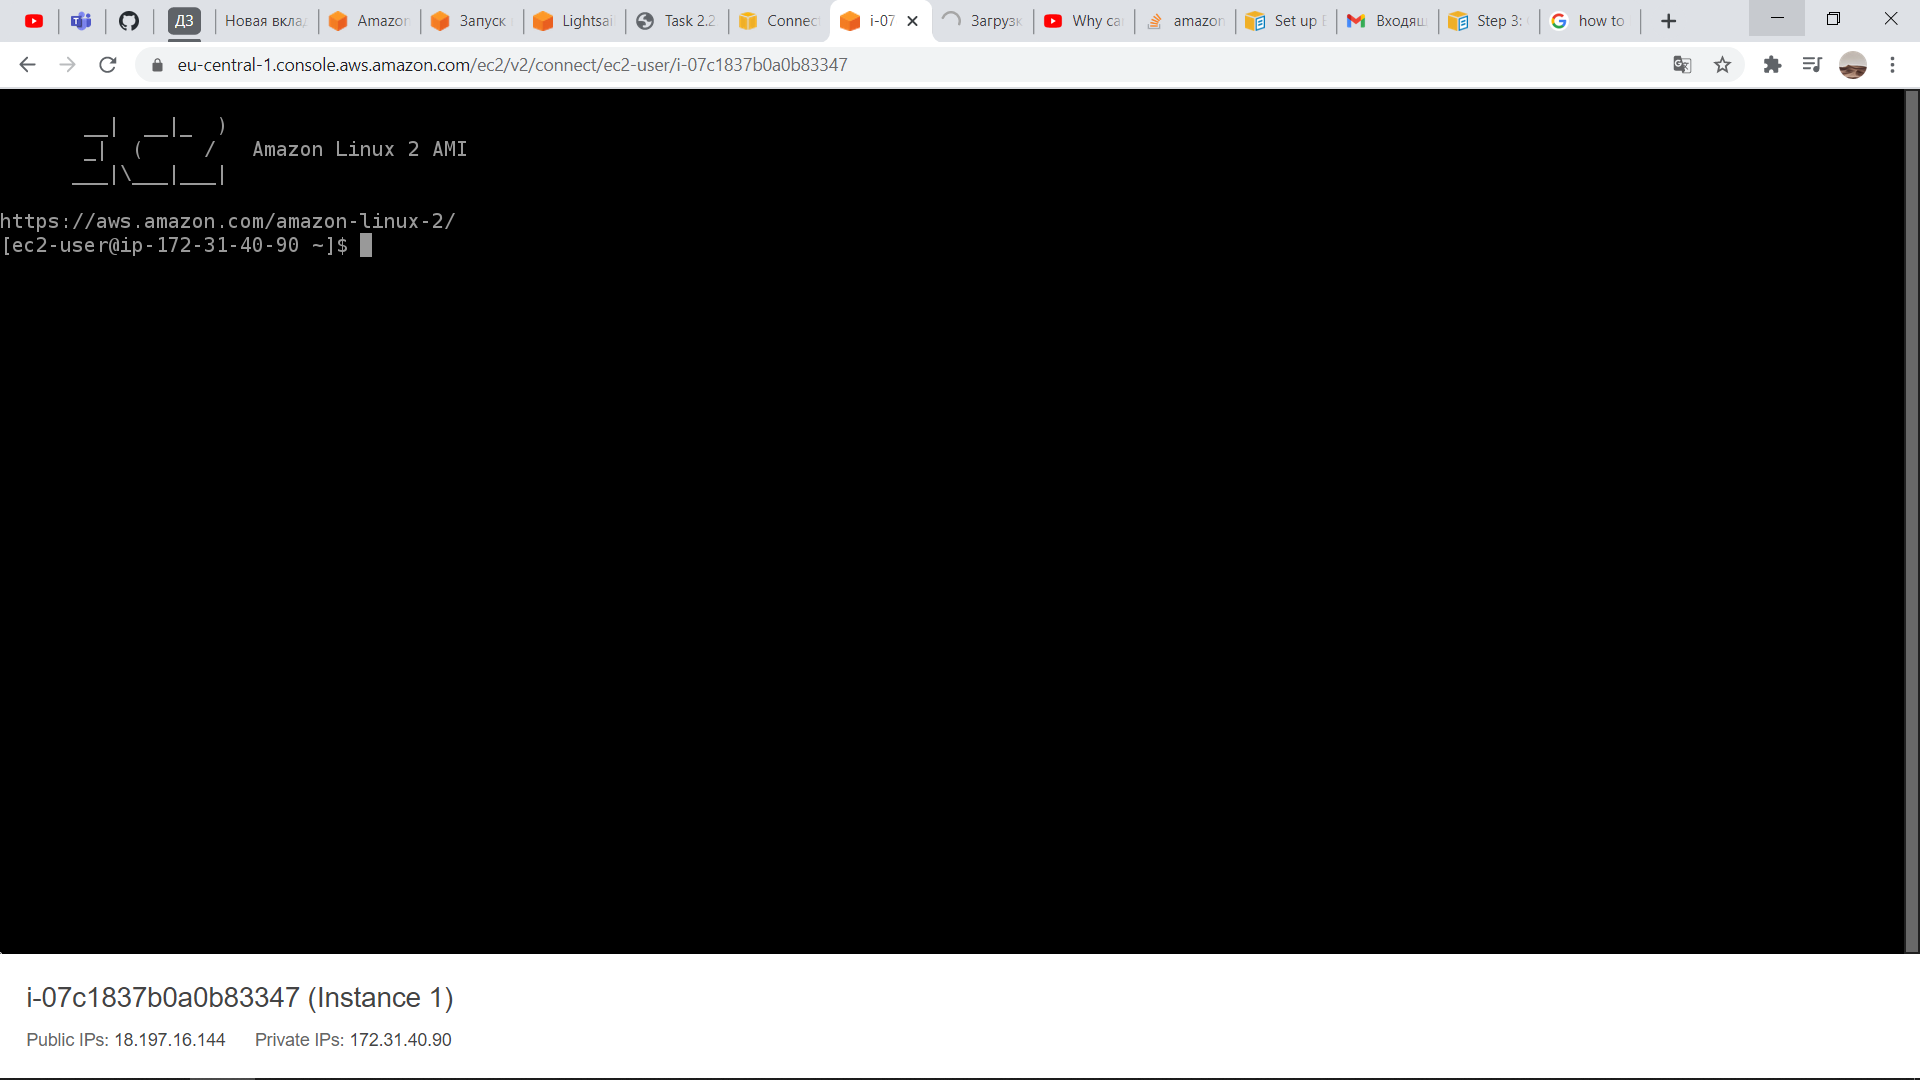 ДЗ
Новая вкла
Amazon
Запуск
Lightsai
Task 2.2
Connect
i-07
Загрузк
Why ca
amazon
Set up E
Входящ
Step 3:
how to
eu-central-1.console.aws.amazon.com/ec2/v2/connect/ec2-user/i-07c1837b0a0b83347
       __|  __|_  )
       _|  (     /   Amazon Linux 2 AMI
      ___|\___|___|
https://aws.amazon.com/amazon-linux-2/
[ec2-user@ip-172-31-40-90 ~]$
i-07c1837b0a0b83347 (Instance 1)
Public IPs: 18.197.16.144 Private IPs: 172.31.40.90